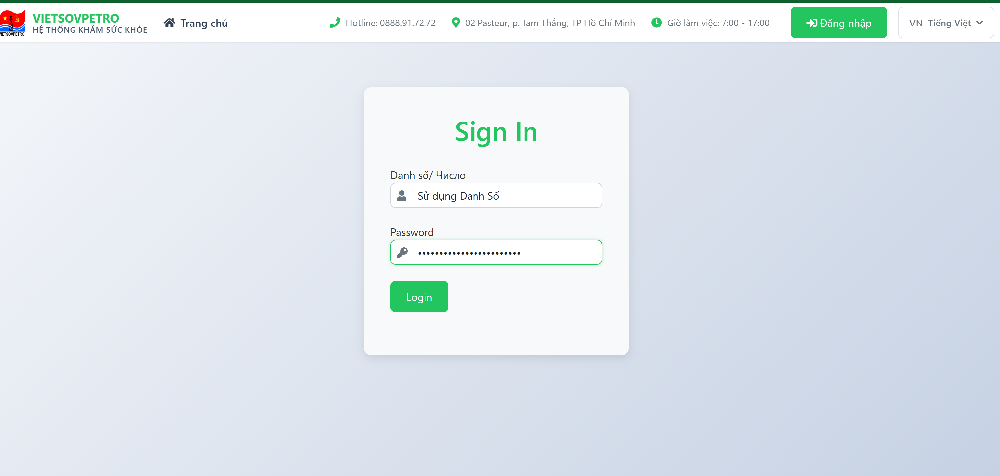 VIETSOVPETRO
VIETSOVPETRO
HỆ THỐNG KHÁM SỨC KHỎE
Trang chủ
Hotline: 0888.91.72.72
02 Pasteur, p. Tam Thắng, TP Hồ Chí Minh
Giờ làm việc: 7:00 - 17:00
Đăng nhập
VN Tiếng Việt
Sign In
Danh số/ Число
Sử dụng Danh Số
Password
Login